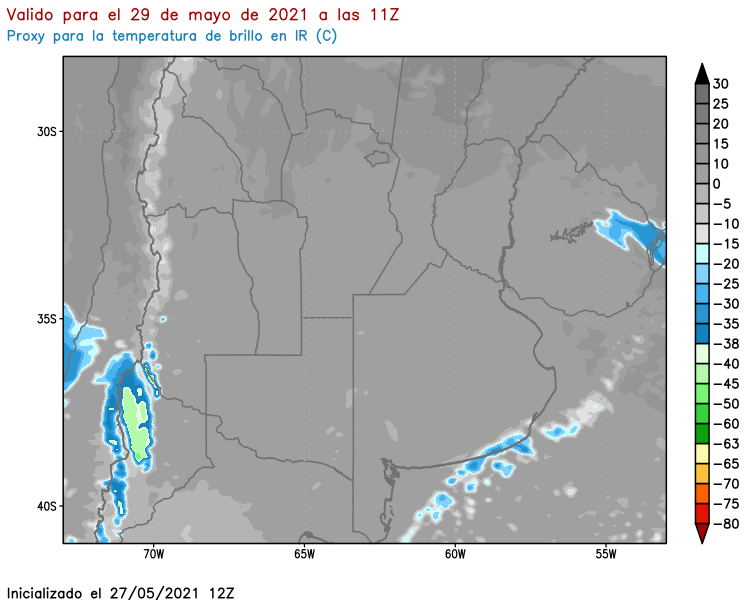 Valido para el 29 de mayo de 2021 a las 11Z
Proxy para la temperatura de brillo en IR (C)
30S
35S
40S
70W
65W
60W
55W
30
25
20
15
10
0
−5
−10
−15
−20
−25
−30
−35
−38
−40
−45
−50
−60
−63
−65
−70
−75
−80
Inicializado el 27/05/2021 12Z